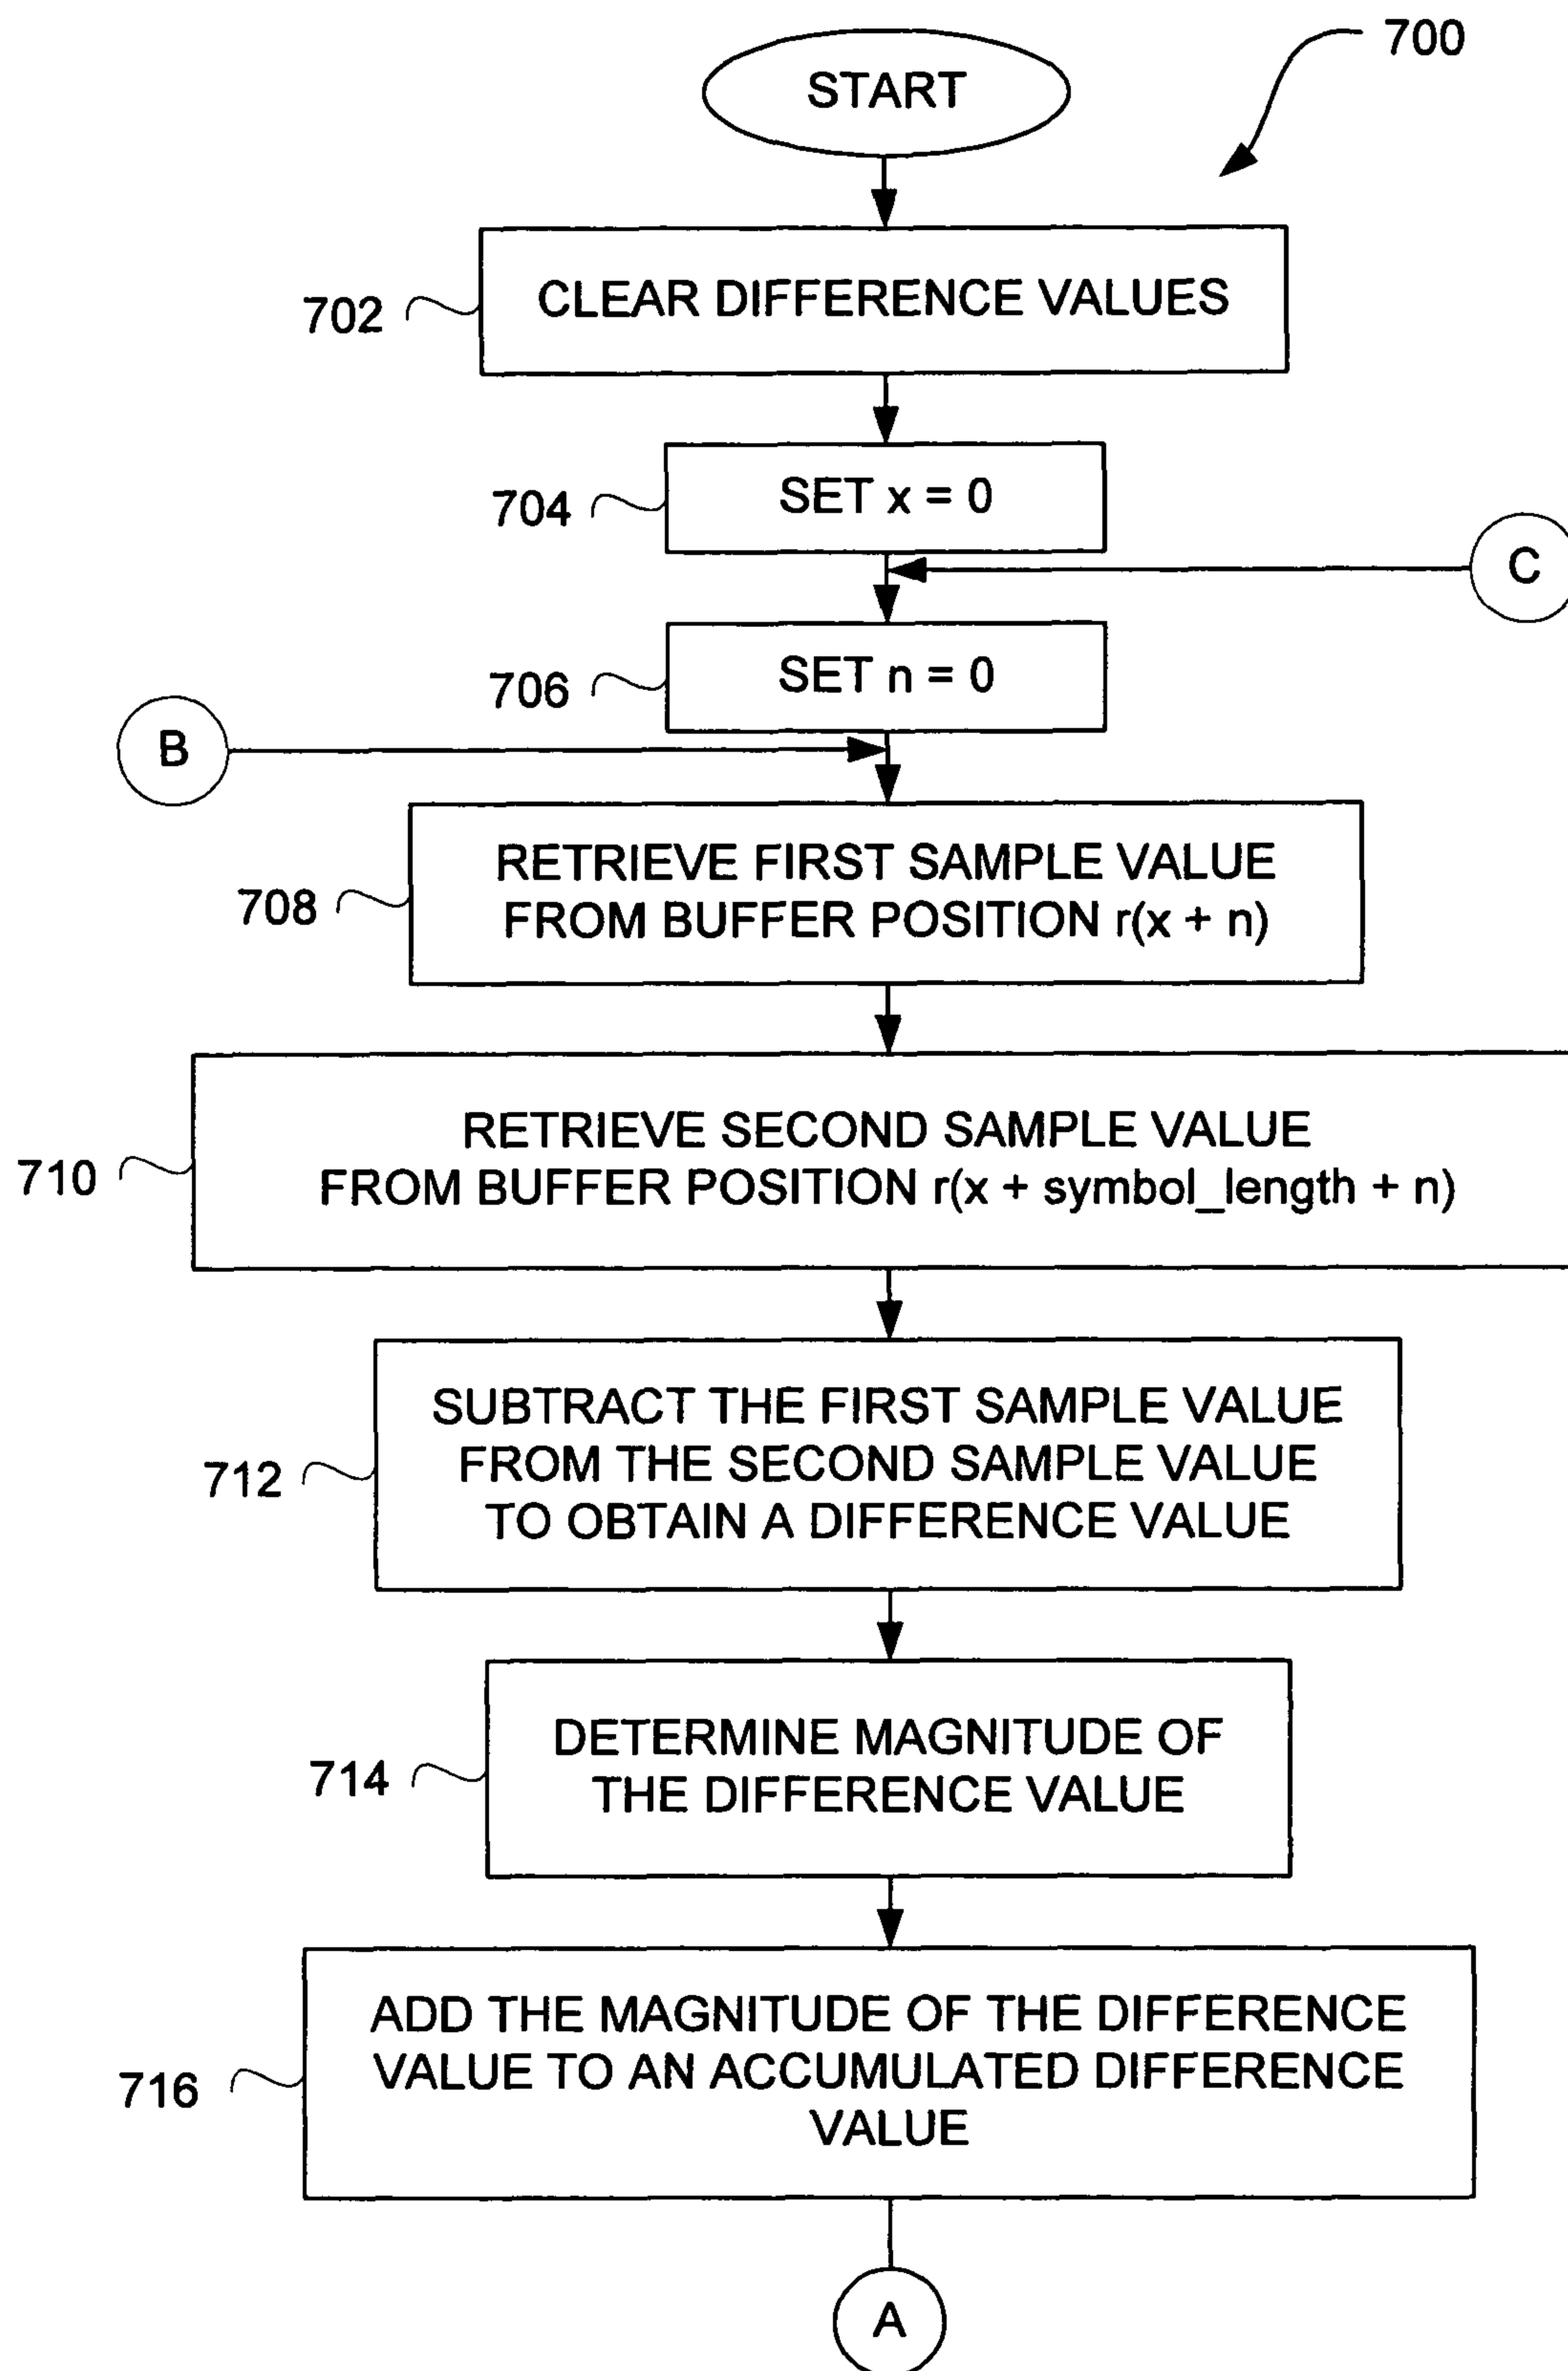 700
START
702
CLEAR DIFFERENCE VALUES
704
SET x = 0
C
706
SET n = 0
B
708
RETRIEVE FIRST SAMPLE VALUE
FROM BUFFER POSITION r(x + n)
710
RETRIEVE SECOND SAMPLE VALUE
FROM BUFFER POSITION r(x + symbol_length + n)
712
SUBTRACT THE FIRST SAMPLE VALUE
FROM THE SECOND SAMPLE VALUE
TO OBTAIN A DIFFERENCE VALUE
714
DETERMINE MAGNITUDE OF
THE DIFFERENCE VALUE
716
ADD THE MAGNITUDE OF THE DIFFERENCE
VALUE TO AN ACCUMULATED DIFFERENCE
VALUE
A